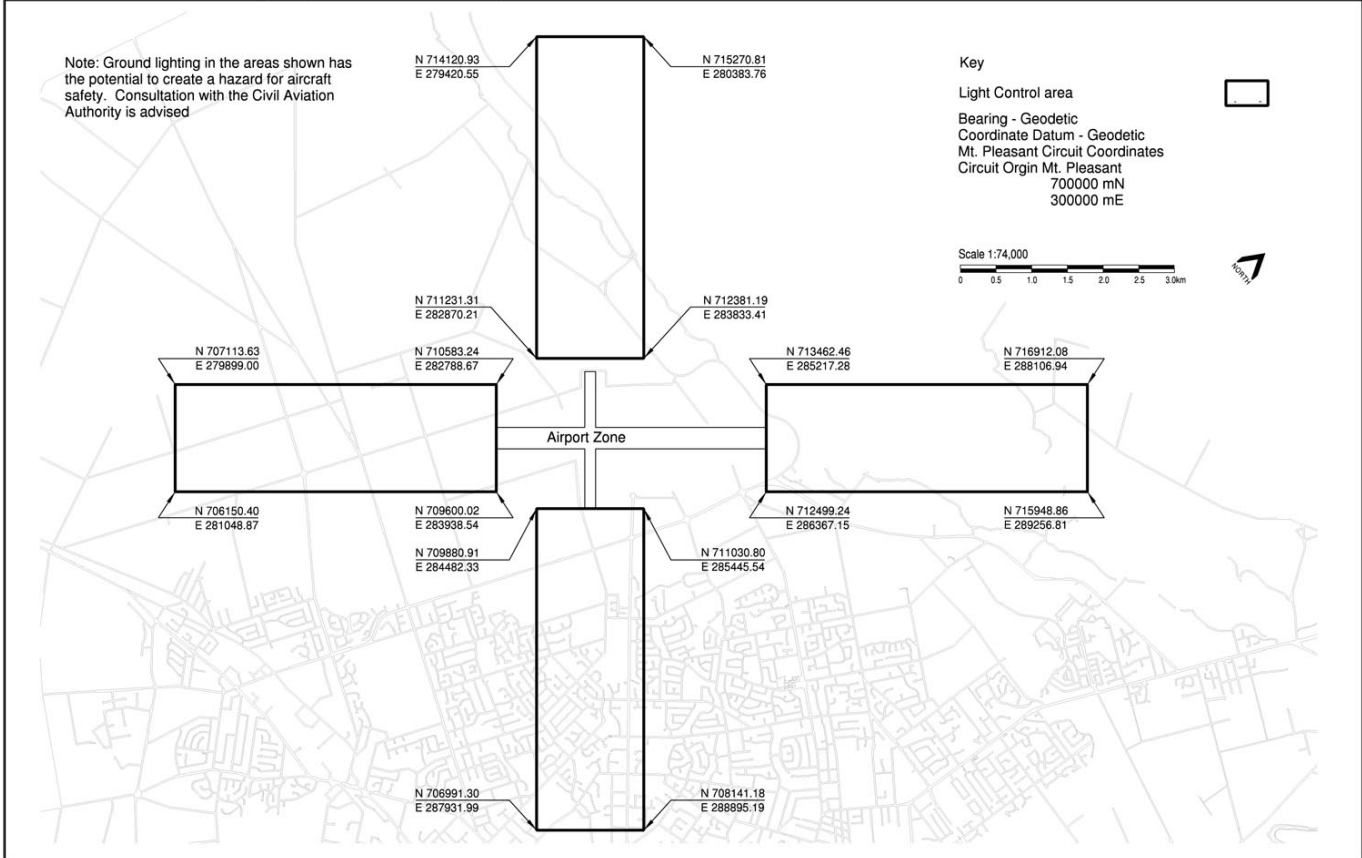 Note: Ground lighting in the areas shown has
the potential to create a hazard for aircraft
safety. Consultation with the Civil Aviation
Authority is advised
N 714120.93
E 279420.55
N 715270.81
E 280383.76
Key
Light Control area
Bearing - Geodetic
Coordinate Datum - Geodetic
Mt. Pleasant Circuit Coordinates
Circuit Orgin Mt. Pleasant
700000 mN
300000 mE
Scale 1:74,000
0 0.5 1.0 1.5 2.0 2.5 3.0km
NORTH
N 711231.31
E 282870.21
N 712381.19
E 283833.41
N 707113.63
E 279899.00
N 710583.24
E 282788.67
N 713462.46
E 285217.28
N 716912.08
E 288106.94
Airport Zone
N 706150.40
E 281048.87
N 709600.02
E 283938.54
N 712499.24
E 286367.15
N 715948.86
E 289256.81
N 709880.91
E 284482.33
N 711030.80
E 285445.54
N 706991.30
E 287931.99
N 708141.18
E 288895.19